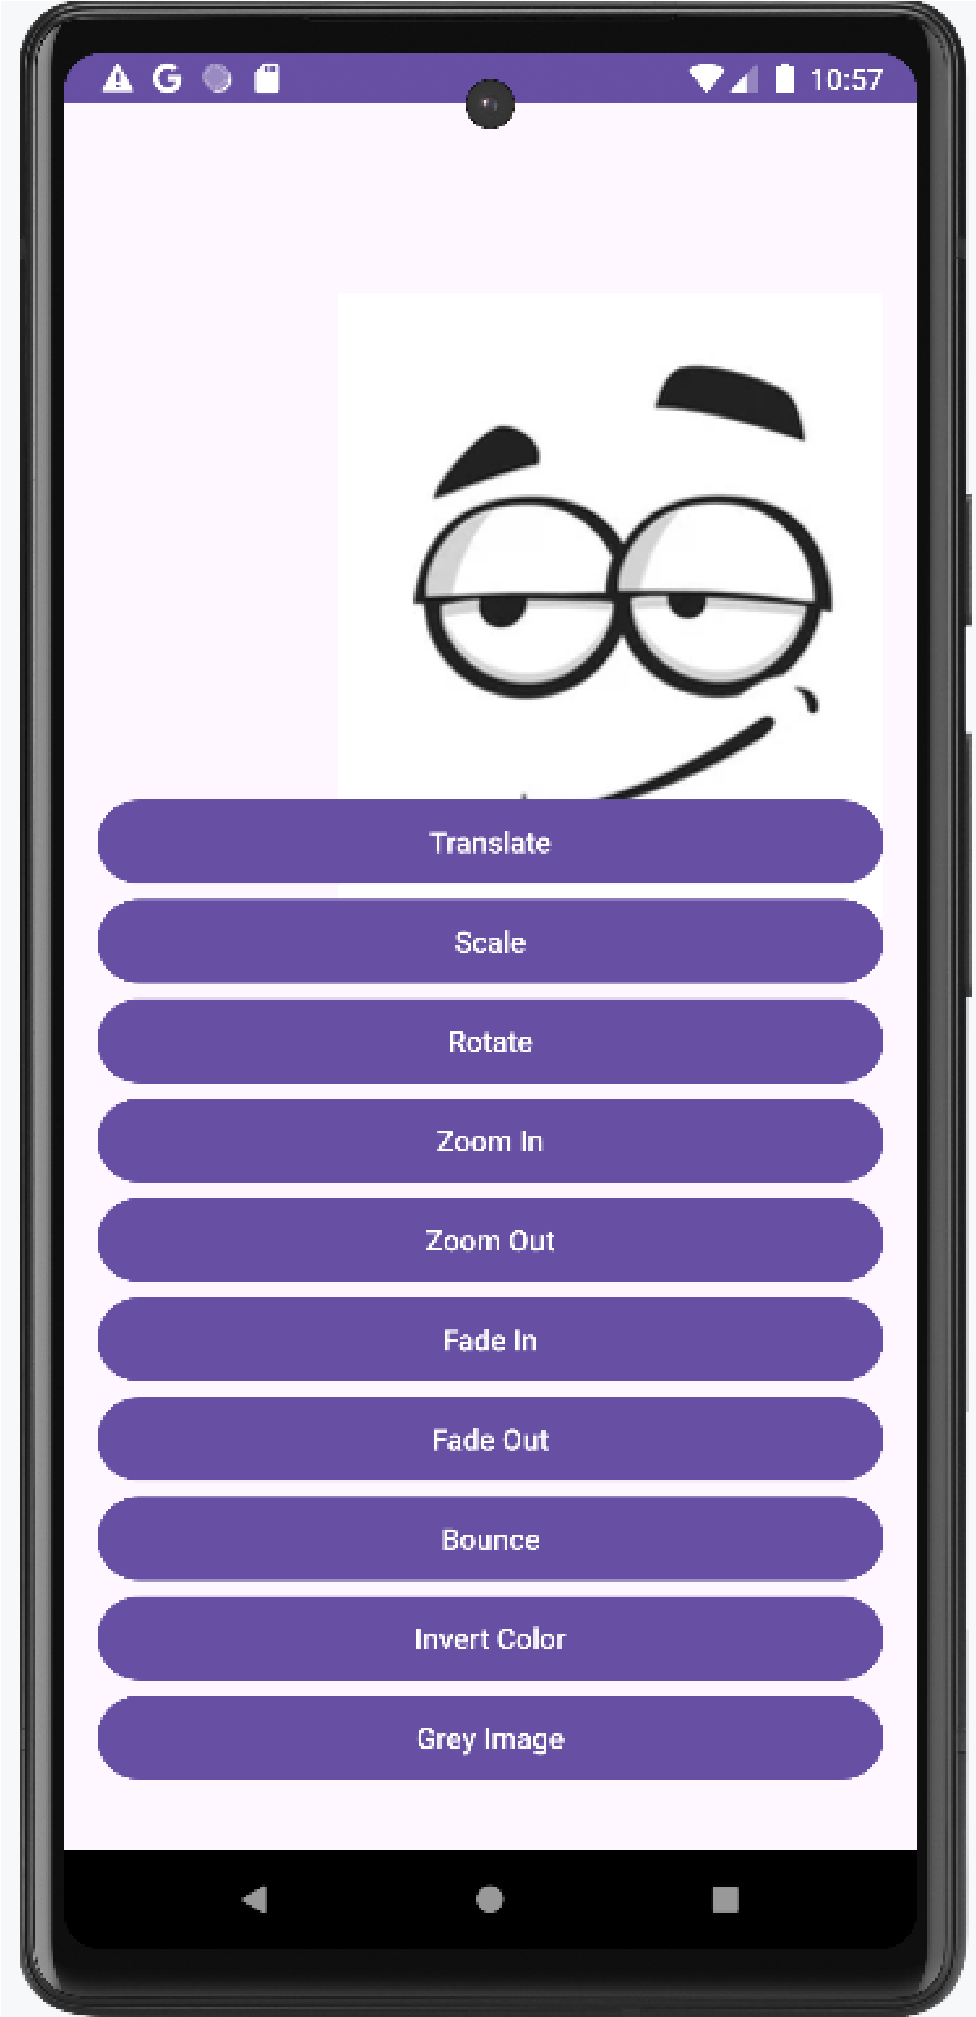 G 10:57
Translate
Scale
Rotate
Zoom In
Zoom Out
Fade In
Fade Out
Bounce
Invert Color
Grey Image